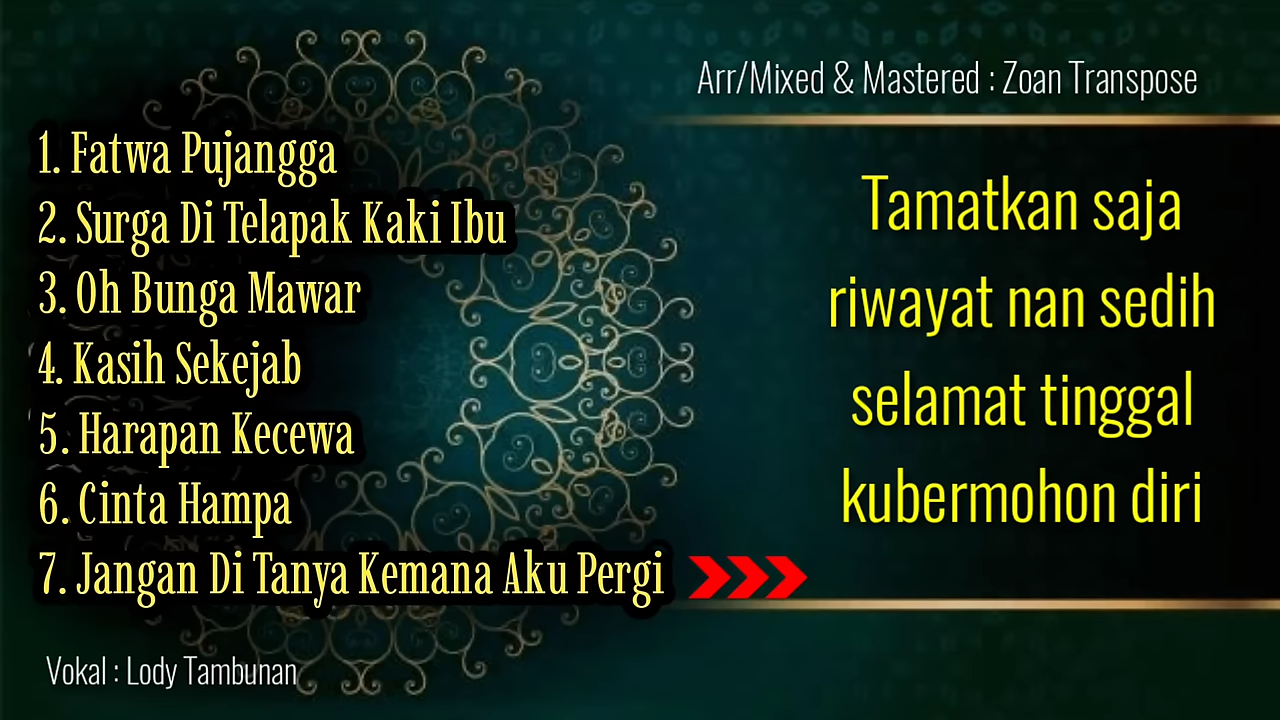 Arr/Mixed & Mastered : Zoan Transpose
1. Fatwa Pujangga
2. Surga Di Telapak Kaki Ibu
3. Oh Bunga Mawar
4. Kasih Sekejab
5. Harapan Kecewa
6. Cinta Hampa
7. Jangan Di Tanya Kemana Aku Pergi
Tamatkan saja
riwayat nan sedih
selamat tinggal
kubermohon diri
Vokal : Lody Tambunan